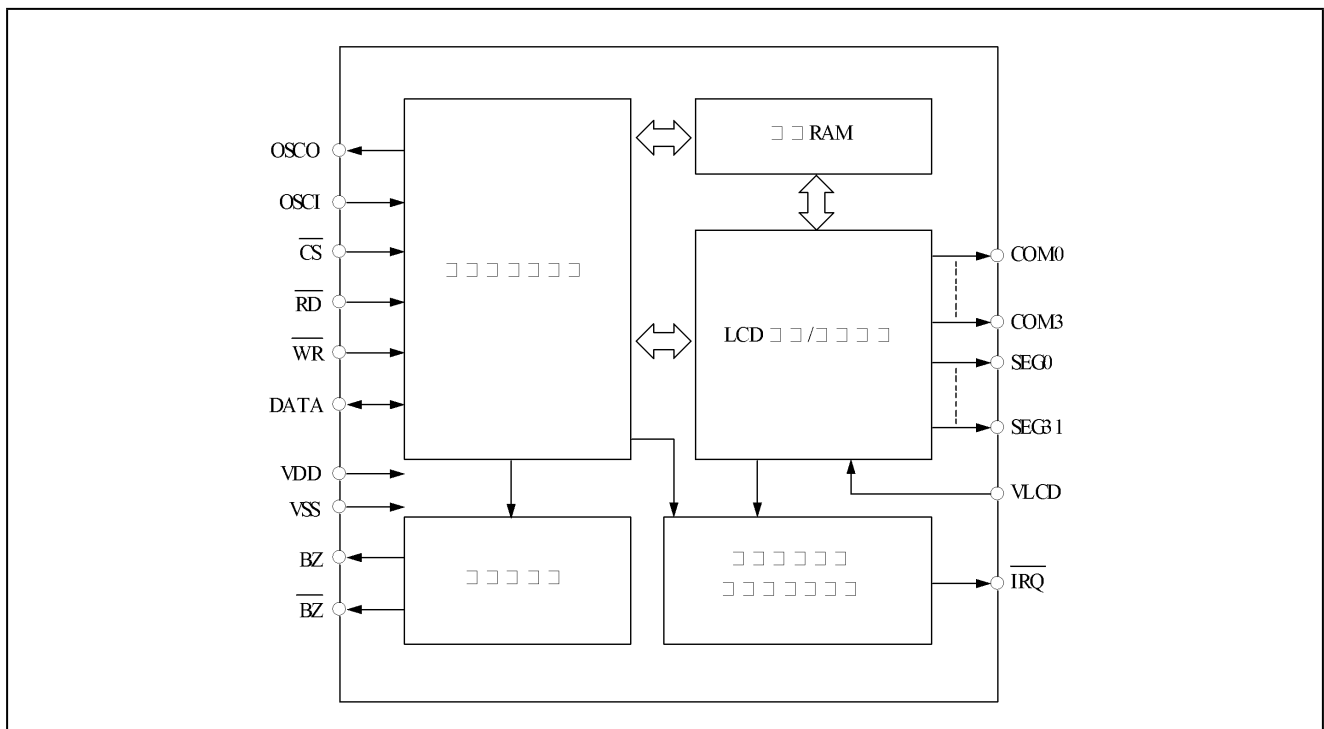 OSCO
OSCI
CS
RD
WR
DATA
VDD
VSS
BZ
BZ
RAM
LCD /
COM0
COM3
SEG0
SEG31
VLCD
IRQ